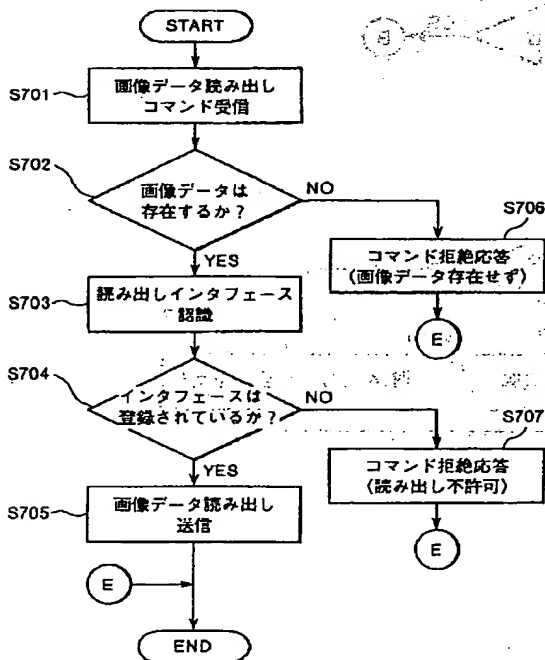 START
S701
画像データ読み出し
コマンド受信
S702
画像データは
存在するか？
NO
YES
S706
コマンド拒絶応答
(画像データ存在せず)
E
S703
読み出しインタフェース
認識
S704
インタフェースは
登録されているか？
NO
YES
S707
コマンド拒絶応答
(読み出し不許可)
E
S705
画像データ読み出し
送信
E
END